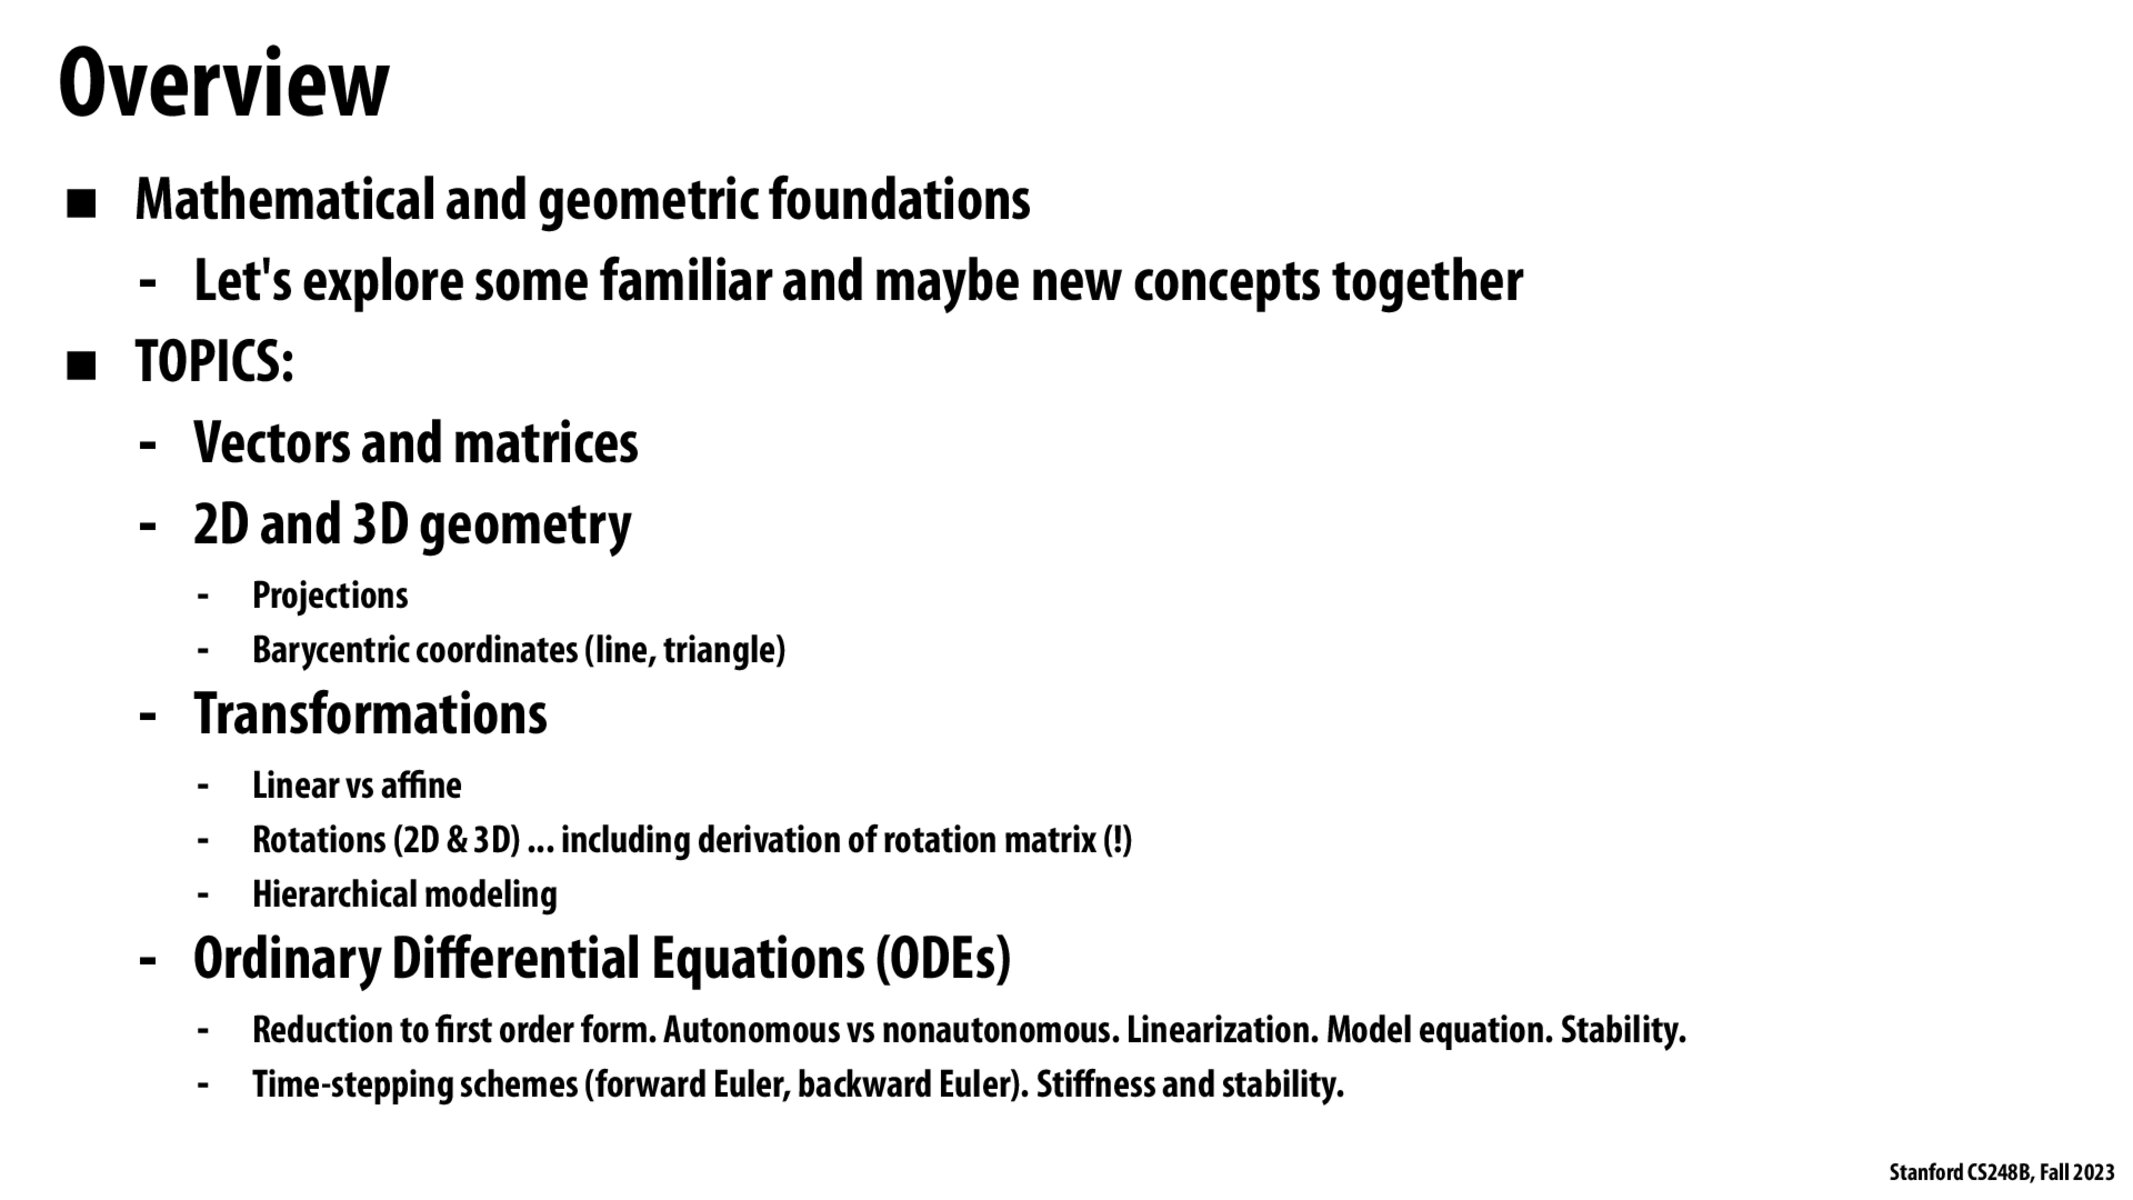 Overview
■ Mathematical and geometric foundations
- Let's explore some familiar and maybe new concepts together
■ TOPICS:
- Vectors and matrices
- 2D and 3D geometry
- Projections
- Barycentric coordinates (line, triangle)
- Transformations
- Linear vs affine
- Rotations (2D & 3D) ... including derivation of rotation matrix (!)
- Hierarchical modeling
- Ordinary Differential Equations (ODEs)
- Reduction to first order form. Autonomous vs nonautonomous. Linearization. Model equation. Stability.
- Time-stepping schemes (forward Euler, backward Euler). Stiffness and stability.
Stanford CS248B, Fall 2023